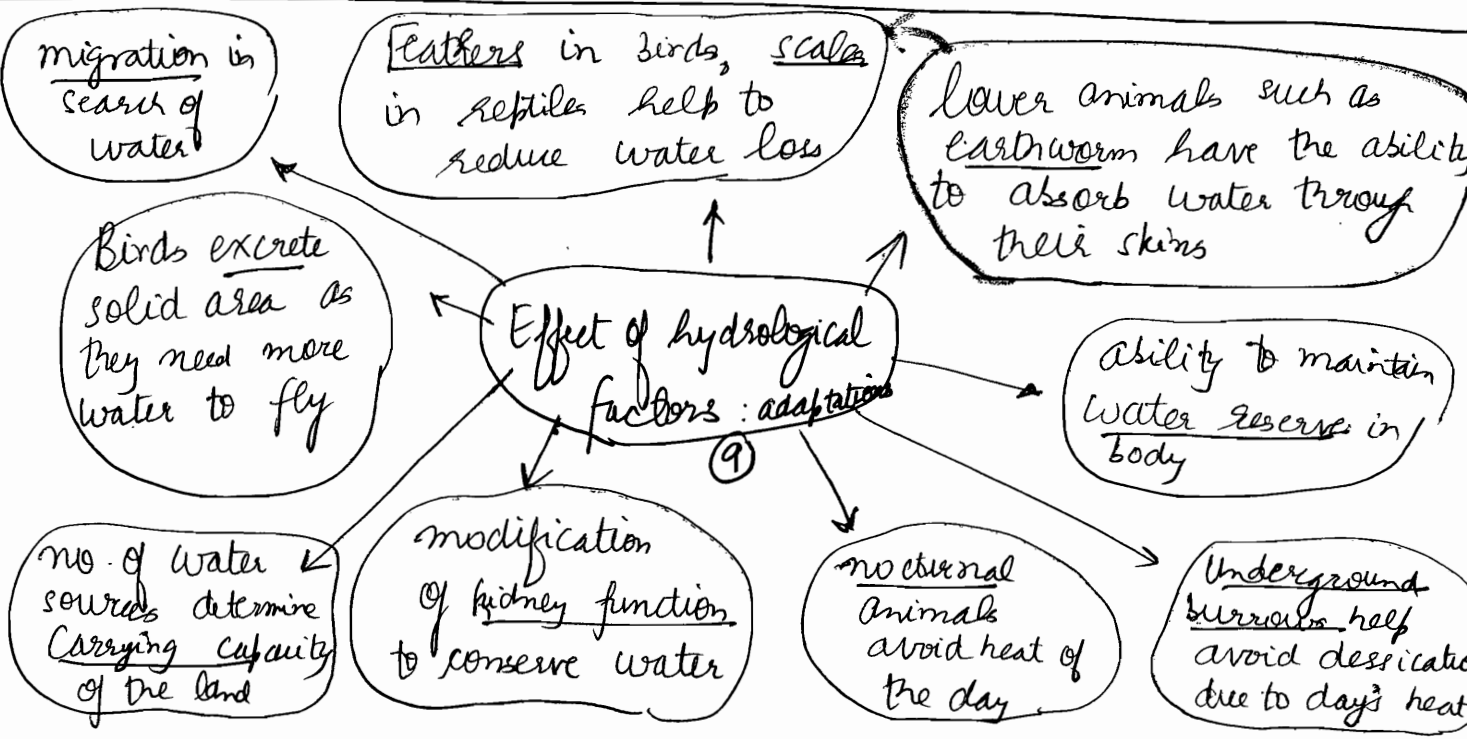 migration in
search of
water
Feathers in Birds, scales
in reptiles help to
reduce water loss
lower animals such as
earthworm have the ability
to absorb water through
their skins
Birds excrete
solid area as
they need more
water to fly
Effect of hydrological
factors : adaptations
9
ability to maintain
water reserve in
body
no. of water
sources determine
Carrying capacity
of the land
modification
of kidney function
to conserve water
nocturnal
animals
avoid heat of
the day
Underground
burrows help
avoid dessicatio
due to day's heat